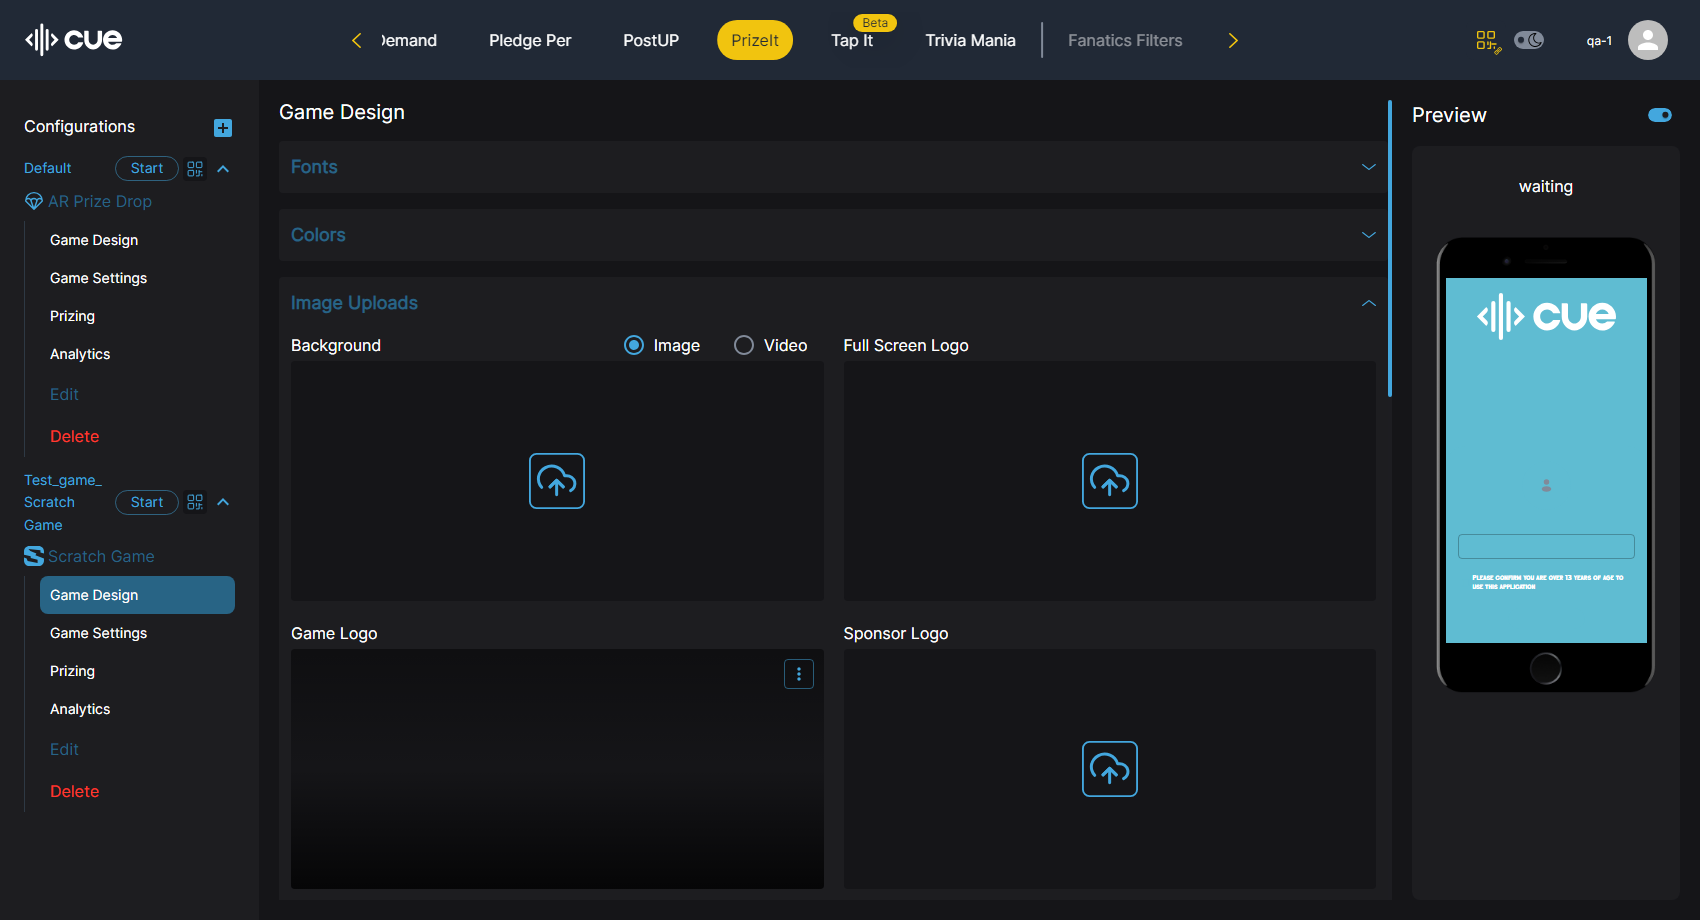 cue
Demand
Pledge Per
PostUP
PrizeIt
Beta
Tap It
Trivia Mania
Fanatics Filters
qa-1
Configurations
Default
Start
AR Prize Drop
Game Design
Game Settings
Prizing
Analytics
Edit
Delete
Test_game_
Scratch
Game
Start
Scratch Game
Game Design
Game Settings
Prizing
Analytics
Edit
Delete
Game Design
Fonts
Colors
Image Uploads
Background
Image
Video
Full Screen Logo
Game Logo
Sponsor Logo
Preview
waiting
cue
Please confirm you are over 13 years of age to
use this application